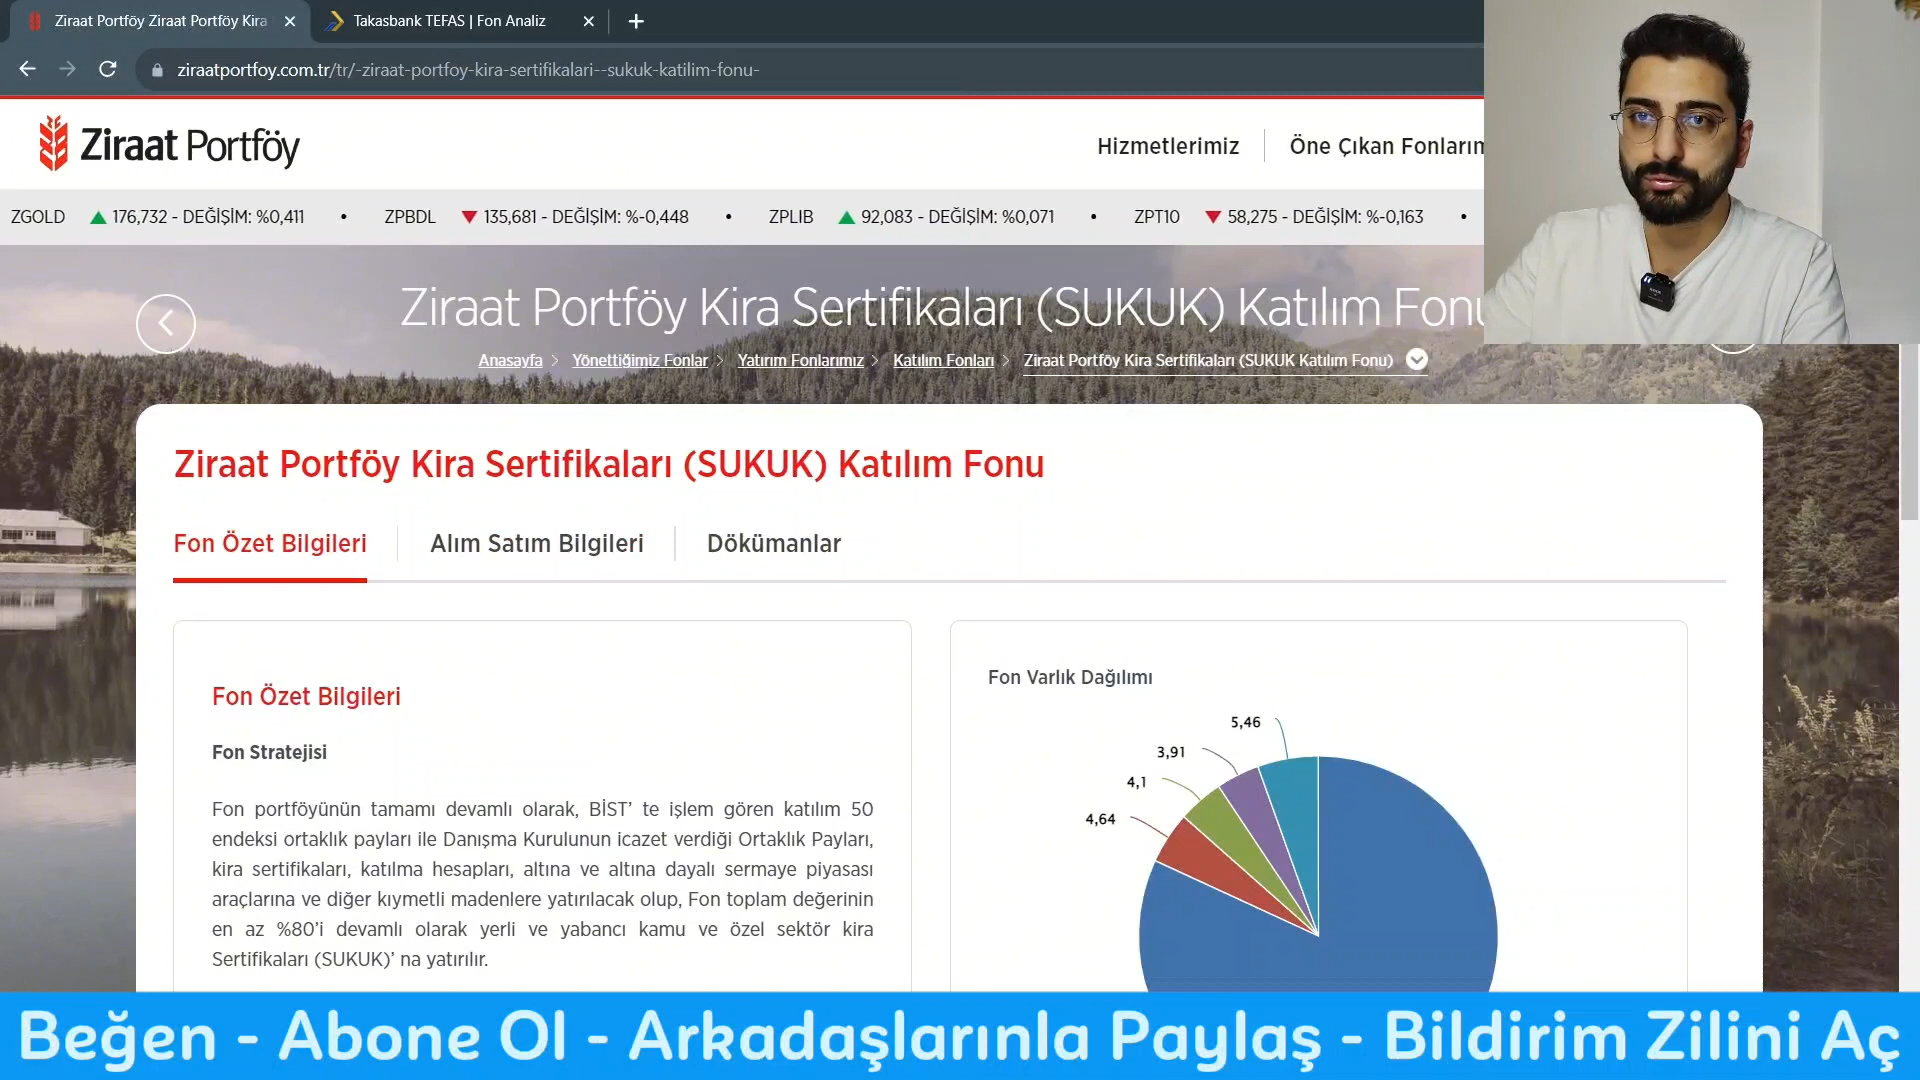 Ziraat Portföy Ziraat Portföy Kira
Takasbank TEFAS | Fon Analiz
ziraatportfoy.com.tr/tr/-ziraat-portfoy-kira-sertifikalari--sukuk-katilim-fonu-
Ziraat Portföy
Hizmetlerimiz
Öne Çıkan Fonlarım
ZGOLD 176,732 - DEĞİŞİM: %0,411 • ZPBDL 135,681 - DEĞİŞİM: %-0,448 • ZPLIB 92,083 - DEĞİŞİM: %0,071 • ZPT10 58,275 - DEĞİŞİM: %-0,163 •
Ziraat Portföy Kira Sertifikaları (SUKUK) Katılım Fonu
Anasayfa > Yönettiğimiz Fonlar > Yatırım Fonlarımız > Katılım Fonları > Ziraat Portföy Kira Sertifikaları (SUKUK Katılım Fonu)
Ziraat Portföy Kira Sertifikaları (SUKUK) Katılım Fonu
Fon Özet Bilgileri
Alım Satım Bilgileri
Dökümanlar
Fon Özet Bilgileri
Fon Stratejisi
Fon portföyünün tamamı devamlı olarak, BİST' te işlem gören katılım 50
endeksi ortaklık payları ile Danışma Kurulunun icazet verdiği Ortaklık Payları,
kira sertifikaları, katılma hesapları, altına ve altına dayalı sermaye piyasası
araçlarına ve diğer kıymetli madenlere yatırılacak olup, Fon toplam değerinin
en az %80'i devamlı olarak yerli ve yabancı kamu ve özel sektör kira
Sertifikaları (SUKUK)' na yatırılır.
Fon Varlık Dağılımı
5,46
3,91
4,1
4,64
Beğen - Abone Ol - Arkadaşlarınla Paylaş - Bildirim Zilini Aç